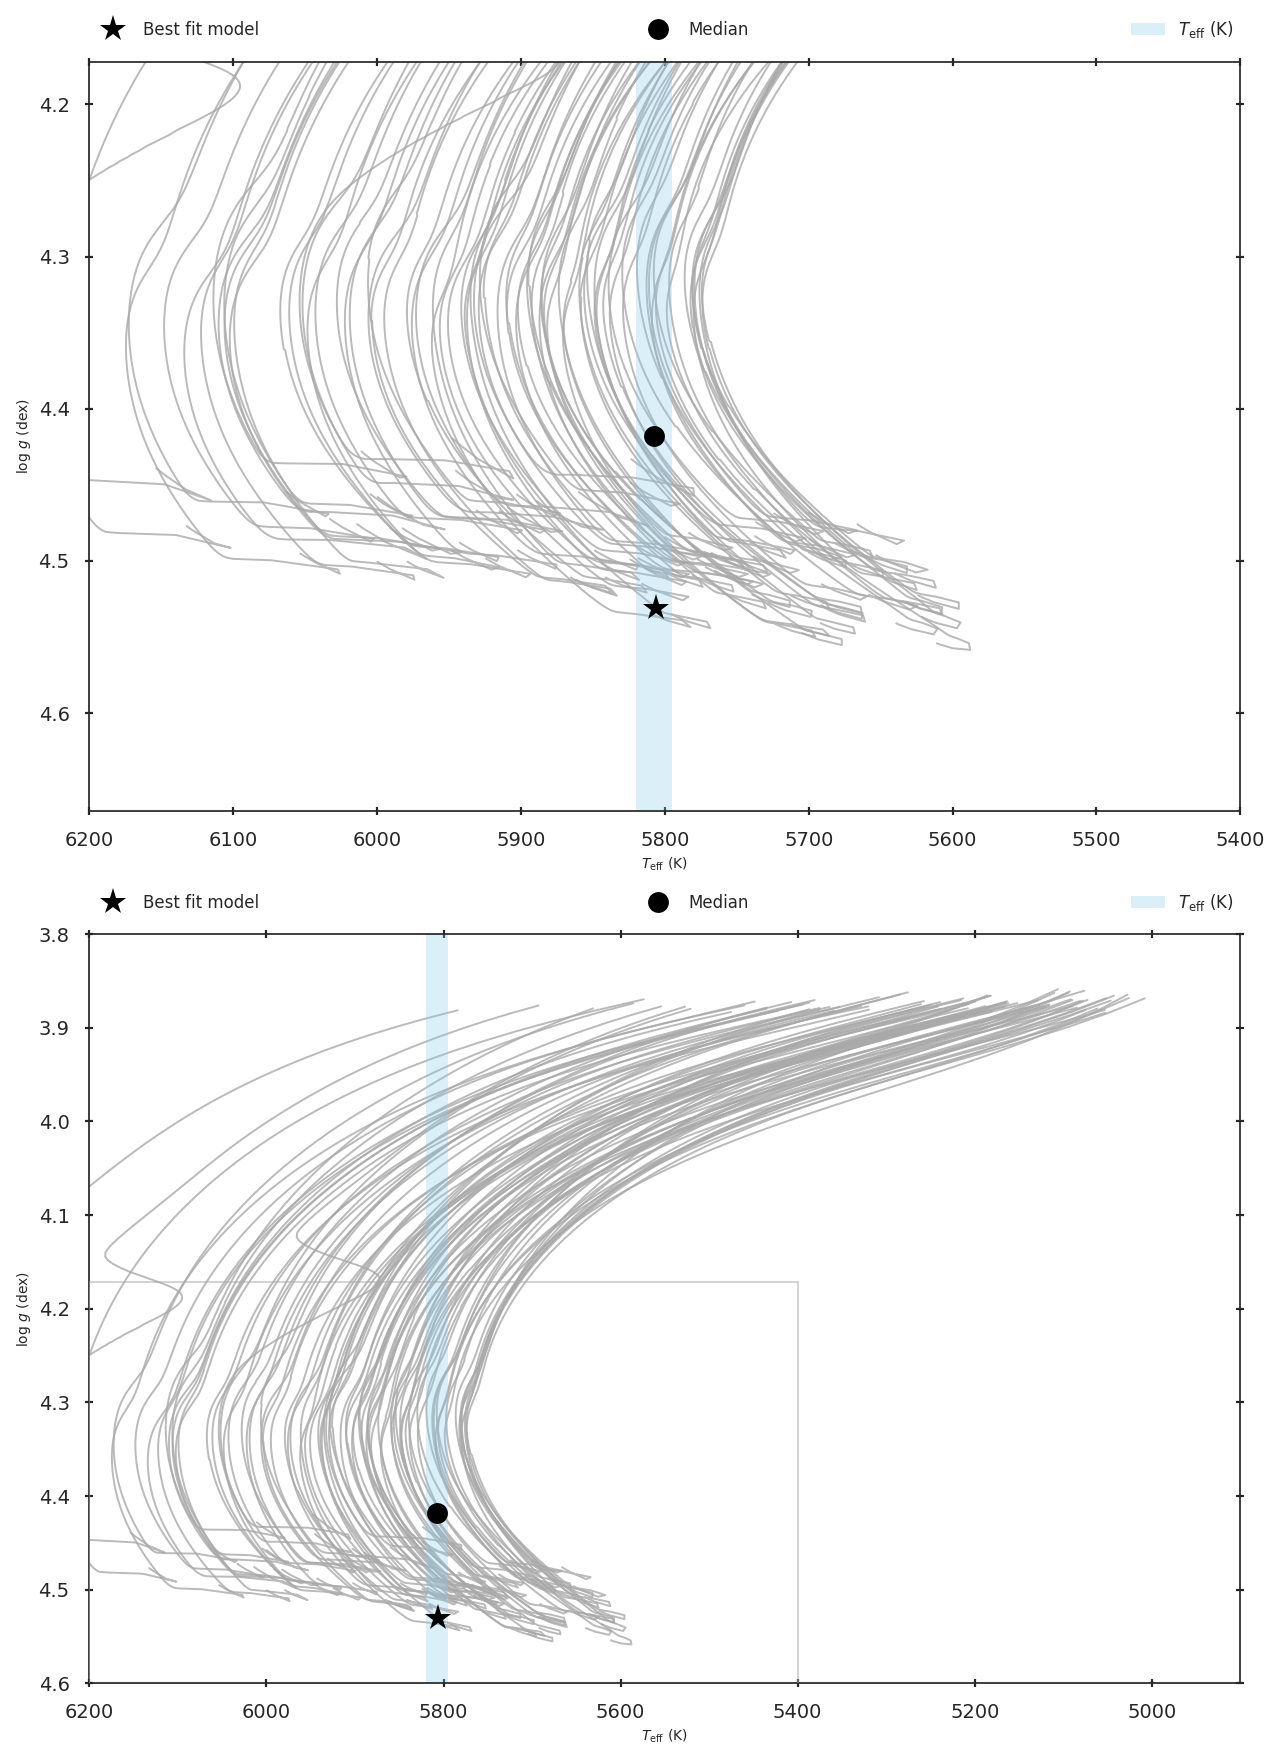 Best fit model Median T_eff (K)
4.2
4.3
4.4
log g (dex)
4.5
4.6
6200 6100 6000 5900 5800 5700 5600 5500 5400
T_eff (K)
Best fit model Median T_eff (K)
3.8
3.9
4.0
4.1
4.2
log g (dex)
4.3
4.4
4.5
4.6
6200 6000 5800 5600 5400 5200 5000
T_eff (K)